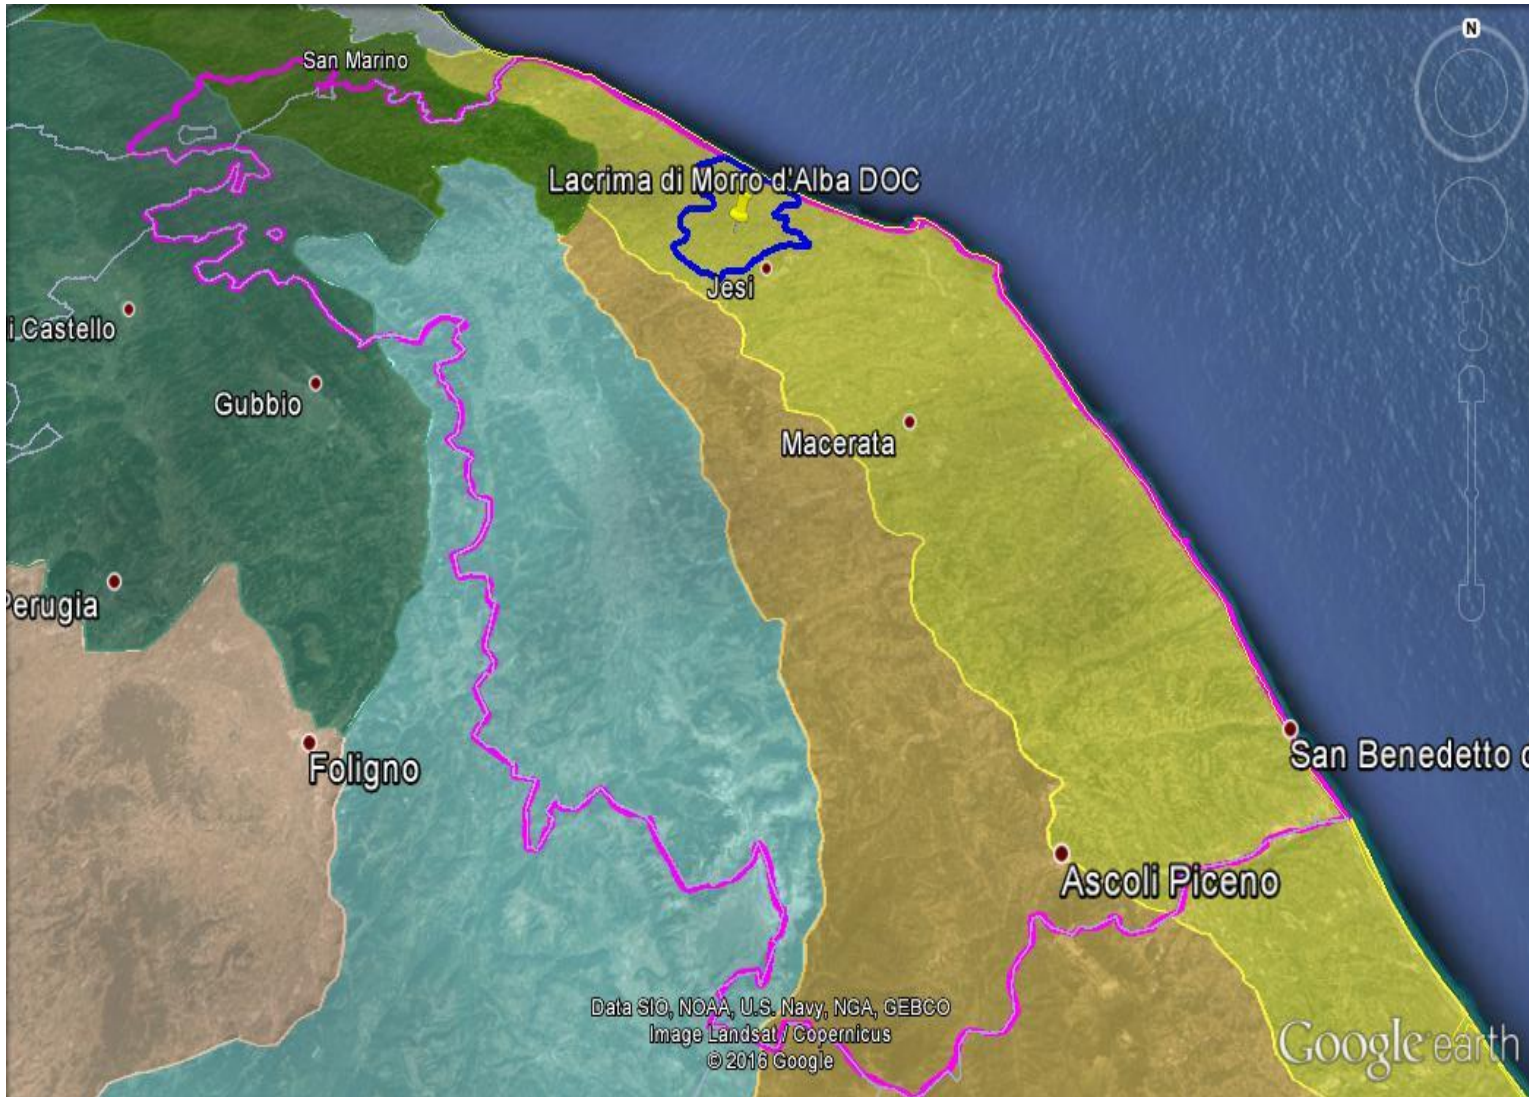 N
San Marino
Lacrima di Morro d'Alba DOC
Jesi
i Castello
Gubbio
Macerata
Perugia
Foligno
San Benedetto d
Ascoli Piceno
Data SIO, NOAA, U.S. Navy, NGA, GEBCO
Image Landsat / Copernicus
© 2016 Google
Google earth